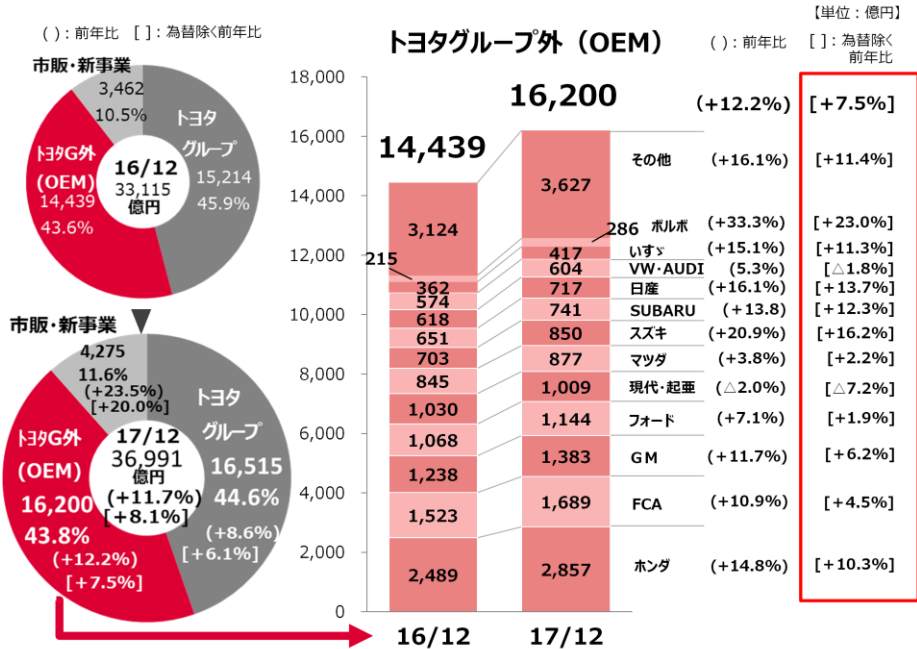 ( ) : 前年比 [ ] : 為替除く前年比
市販・新事業
3,462
10.5%
トヨタ
グループ
15,214
45.9%
トヨタG外
(OEM)
14,439
43.6%
16/12
33,115
億円
市販・新事業
4,275
11.6%
(+23.5%)
[+20.0%]
トヨタ
グループ
16,515
44.6%
(+8.6%)
[+6.1%]
トヨタG外
(OEM)
16,200
43.8%
(+12.2%)
[+7.5%]
17/12
36,991
億円
(+11.7%)
[+8.1%]
トヨタグループ外（OEM）
( ) : 前年比
【単位：億円】
[ ] : 為替除く
前年比
18,000
16,000
14,000
12,000
10,000
8,000
6,000
4,000
2,000
0
14,439
3,124
215
362
574
618
651
703
845
1,030
1,068
1,238
1,523
2,489
16/12
16,200
3,627
286
417
604
717
741
850
877
1,009
1,144
1,383
1,689
2,857
17/12
(+12.2%) [+7.5%]
その他 (+16.1%) [+11.4%]
ボルボ (+33.3%) [+23.0%]
いすゞ (+15.1%) [+11.3%]
VW・AUDI (5.3%) [△1.8%]
日産 (+16.1%) [+13.7%]
SUBARU (+13.8) [+12.3%]
スズキ (+20.9%) [+16.2%]
マツダ (+3.8%) [+2.2%]
現代・起亜 (△2.0%) [△7.2%]
フォード (+7.1%) [+1.9%]
ＧＭ (+11.7%) [+6.2%]
FCA (+10.9%) [+4.5%]
ホンダ (+14.8%) [+10.3%]